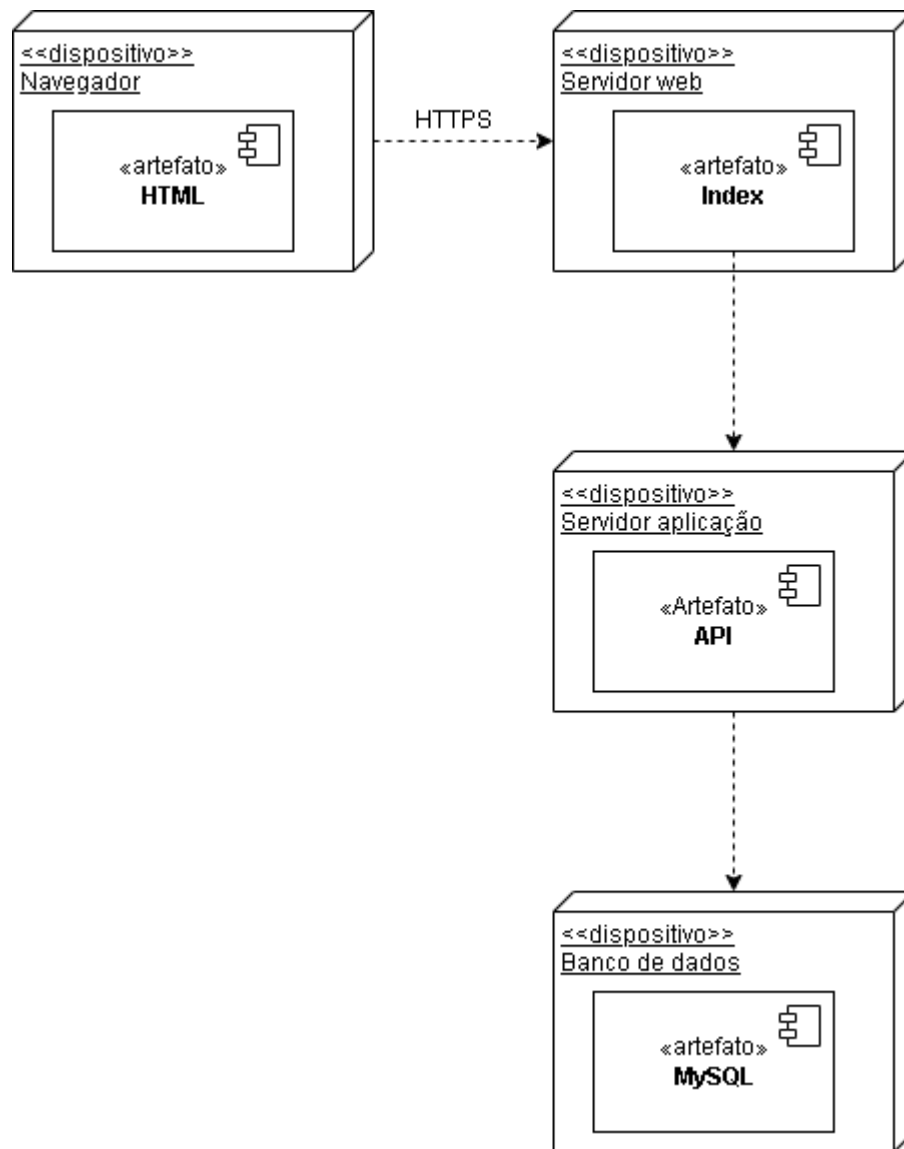 <<dispositivo>>
Navegador
«artefato»
HTML
HTTPS
<<dispositivo>>
Servidor web
«artefato»
Index
<<dispositivo>>
Servidor aplicação
«Artefato»
API
<<dispositivo>>
Banco de dados
«artefato»
MySQL